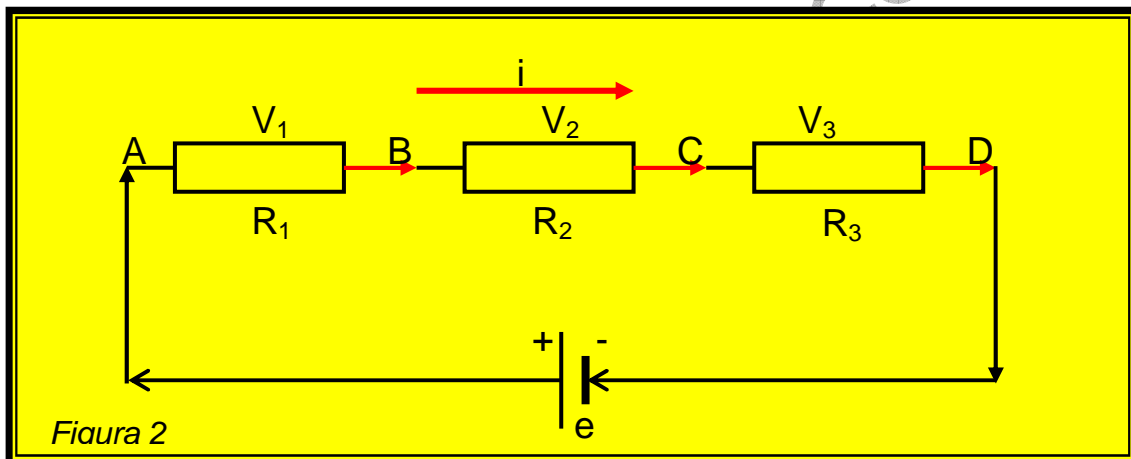 i
V₁ V₂ V₃
A B C D
R₁ R₂ R₃
+ -
e
Figura 2